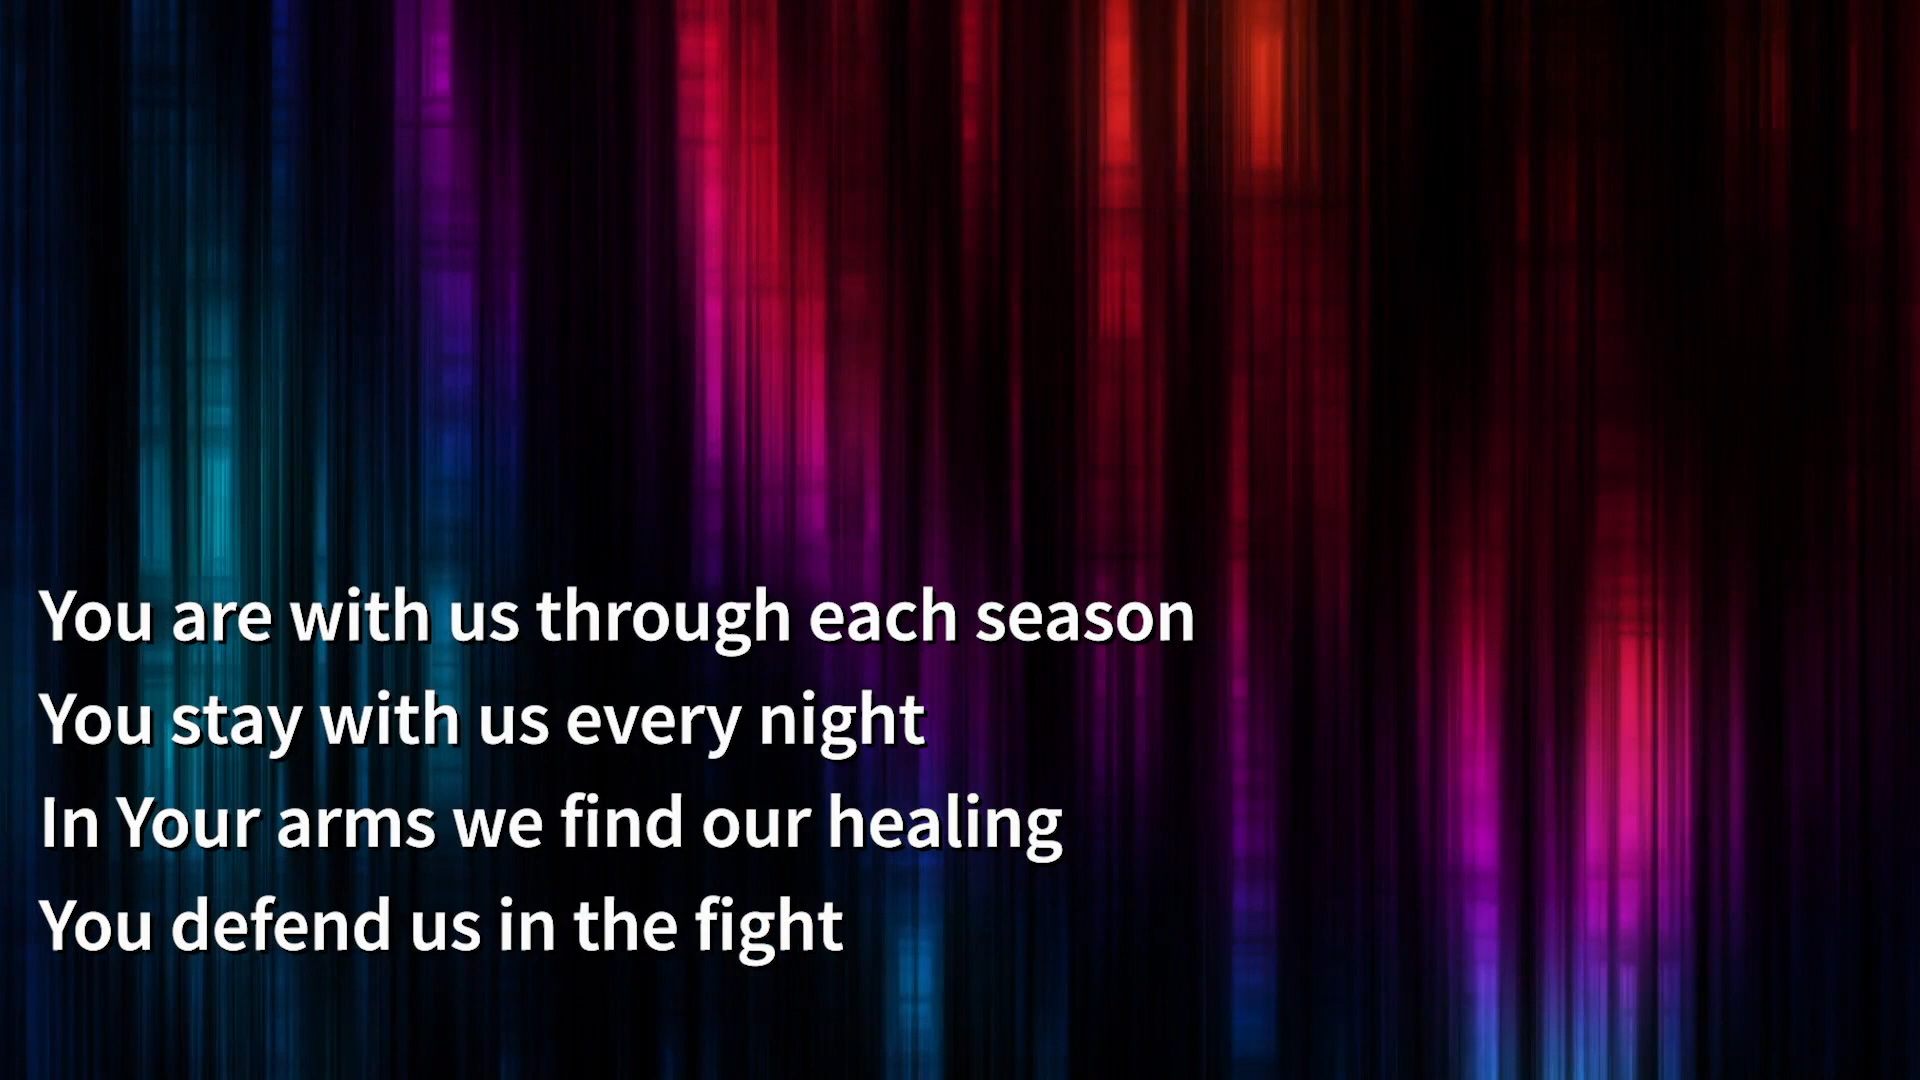 You are with us through each season
You stay with us every night
In Your arms we find our healing
You defend us in the fight